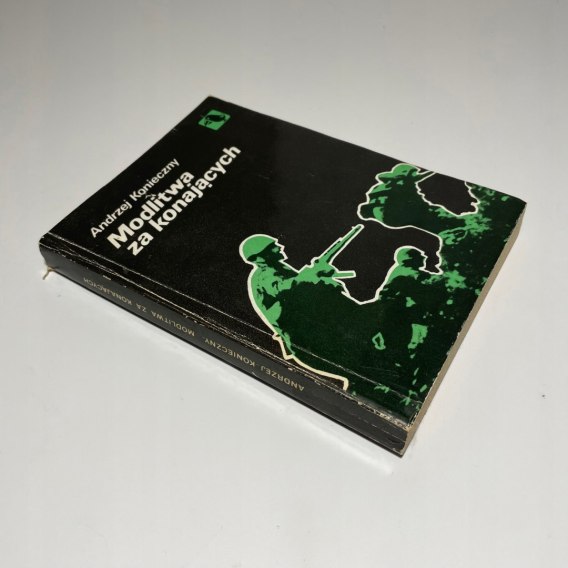 Andrzej Konieczny
Modlitwa
za konających
ANDRZEJ KONIECZNY MODLITWA ZA KONAJĄCYCH